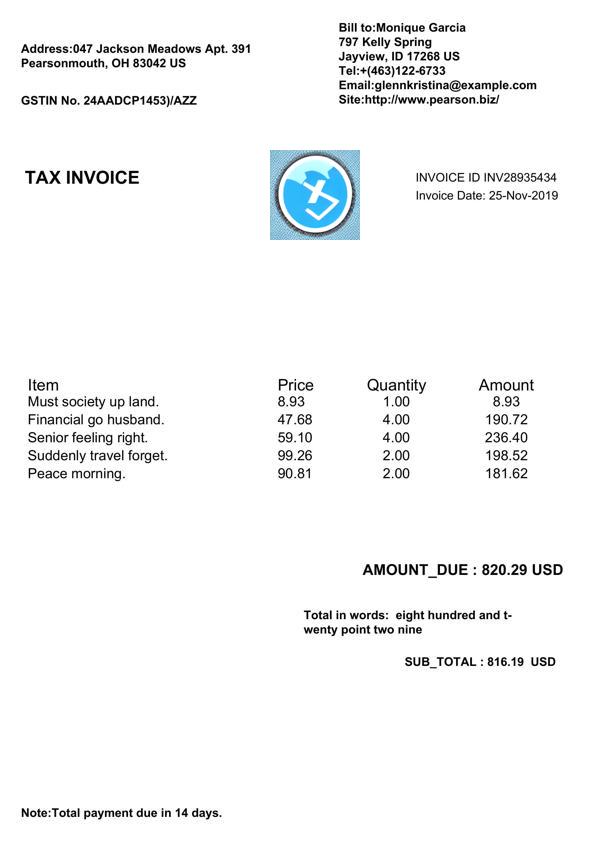 Address:047 Jackson Meadows Apt. 391
Pearsonmouth, OH 83042 US
GSTIN No. 24AADCP1453)/AZZ
Bill to:Monique Garcia
797 Kelly Spring
Jayview, ID 17268 US
Tel:+(463)122-6733
Email:glennkristina@example.com
Site:http://www.pearson.biz/
TAX INVOICE
INVOICE ID INV28935434
Invoice Date: 25-Nov-2019
Item Price Quantity Amount
Must society up land. 8.93 1.00 8.93
Financial go husband. 47.68 4.00 190.72
Senior feeling right. 59.10 4.00 236.40
Suddenly travel forget. 99.26 2.00 198.52
Peace morning. 90.81 2.00 181.62
AMOUNT_DUE : 820.29 USD
Total in words: eight hundred and t-
wenty point two nine
SUB_TOTAL : 816.19 USD
Note:Total payment due in 14 days.